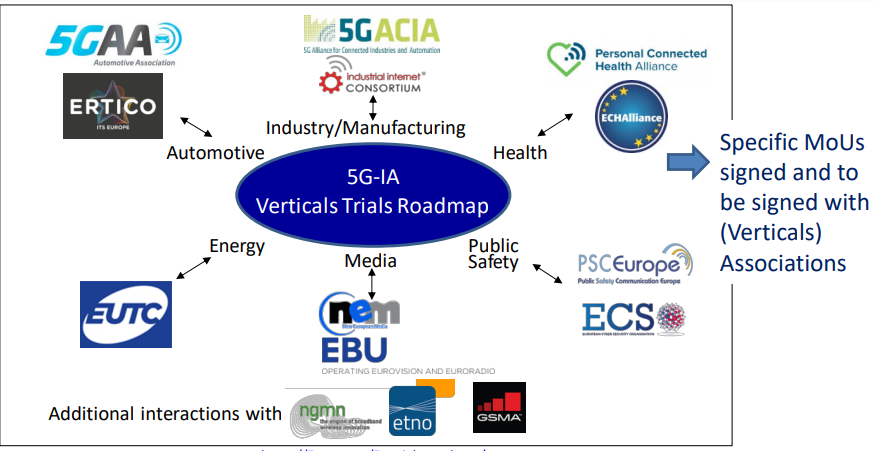 5GAA
Automotive Association
5GACIA
5G Alliance for Connected Industries and Automation
industrial internet®
CONSORTIUM
Personal Connected
Health Alliance
ERTICO
ITS EUROPE
ECHAlliance
Industry/Manufacturing
Automotive
Health
5G-IA
Verticals Trials Roadmap
Specific MoUs
signed and to
be signed with
(Verticals)
Associations
Energy
Media
Public
Safety
EUTC
nem
NewEuropeanMedia
EBU
OPERATING EUROVISION AND EURORADIO
PSCEurope
Public Safety Communication Europe
ECS
EUROPEAN CYBER SECURITY ORGANISATION
Additional interactions with
ngmn
the engine of broadband
wireless innovation
etno
GSMA